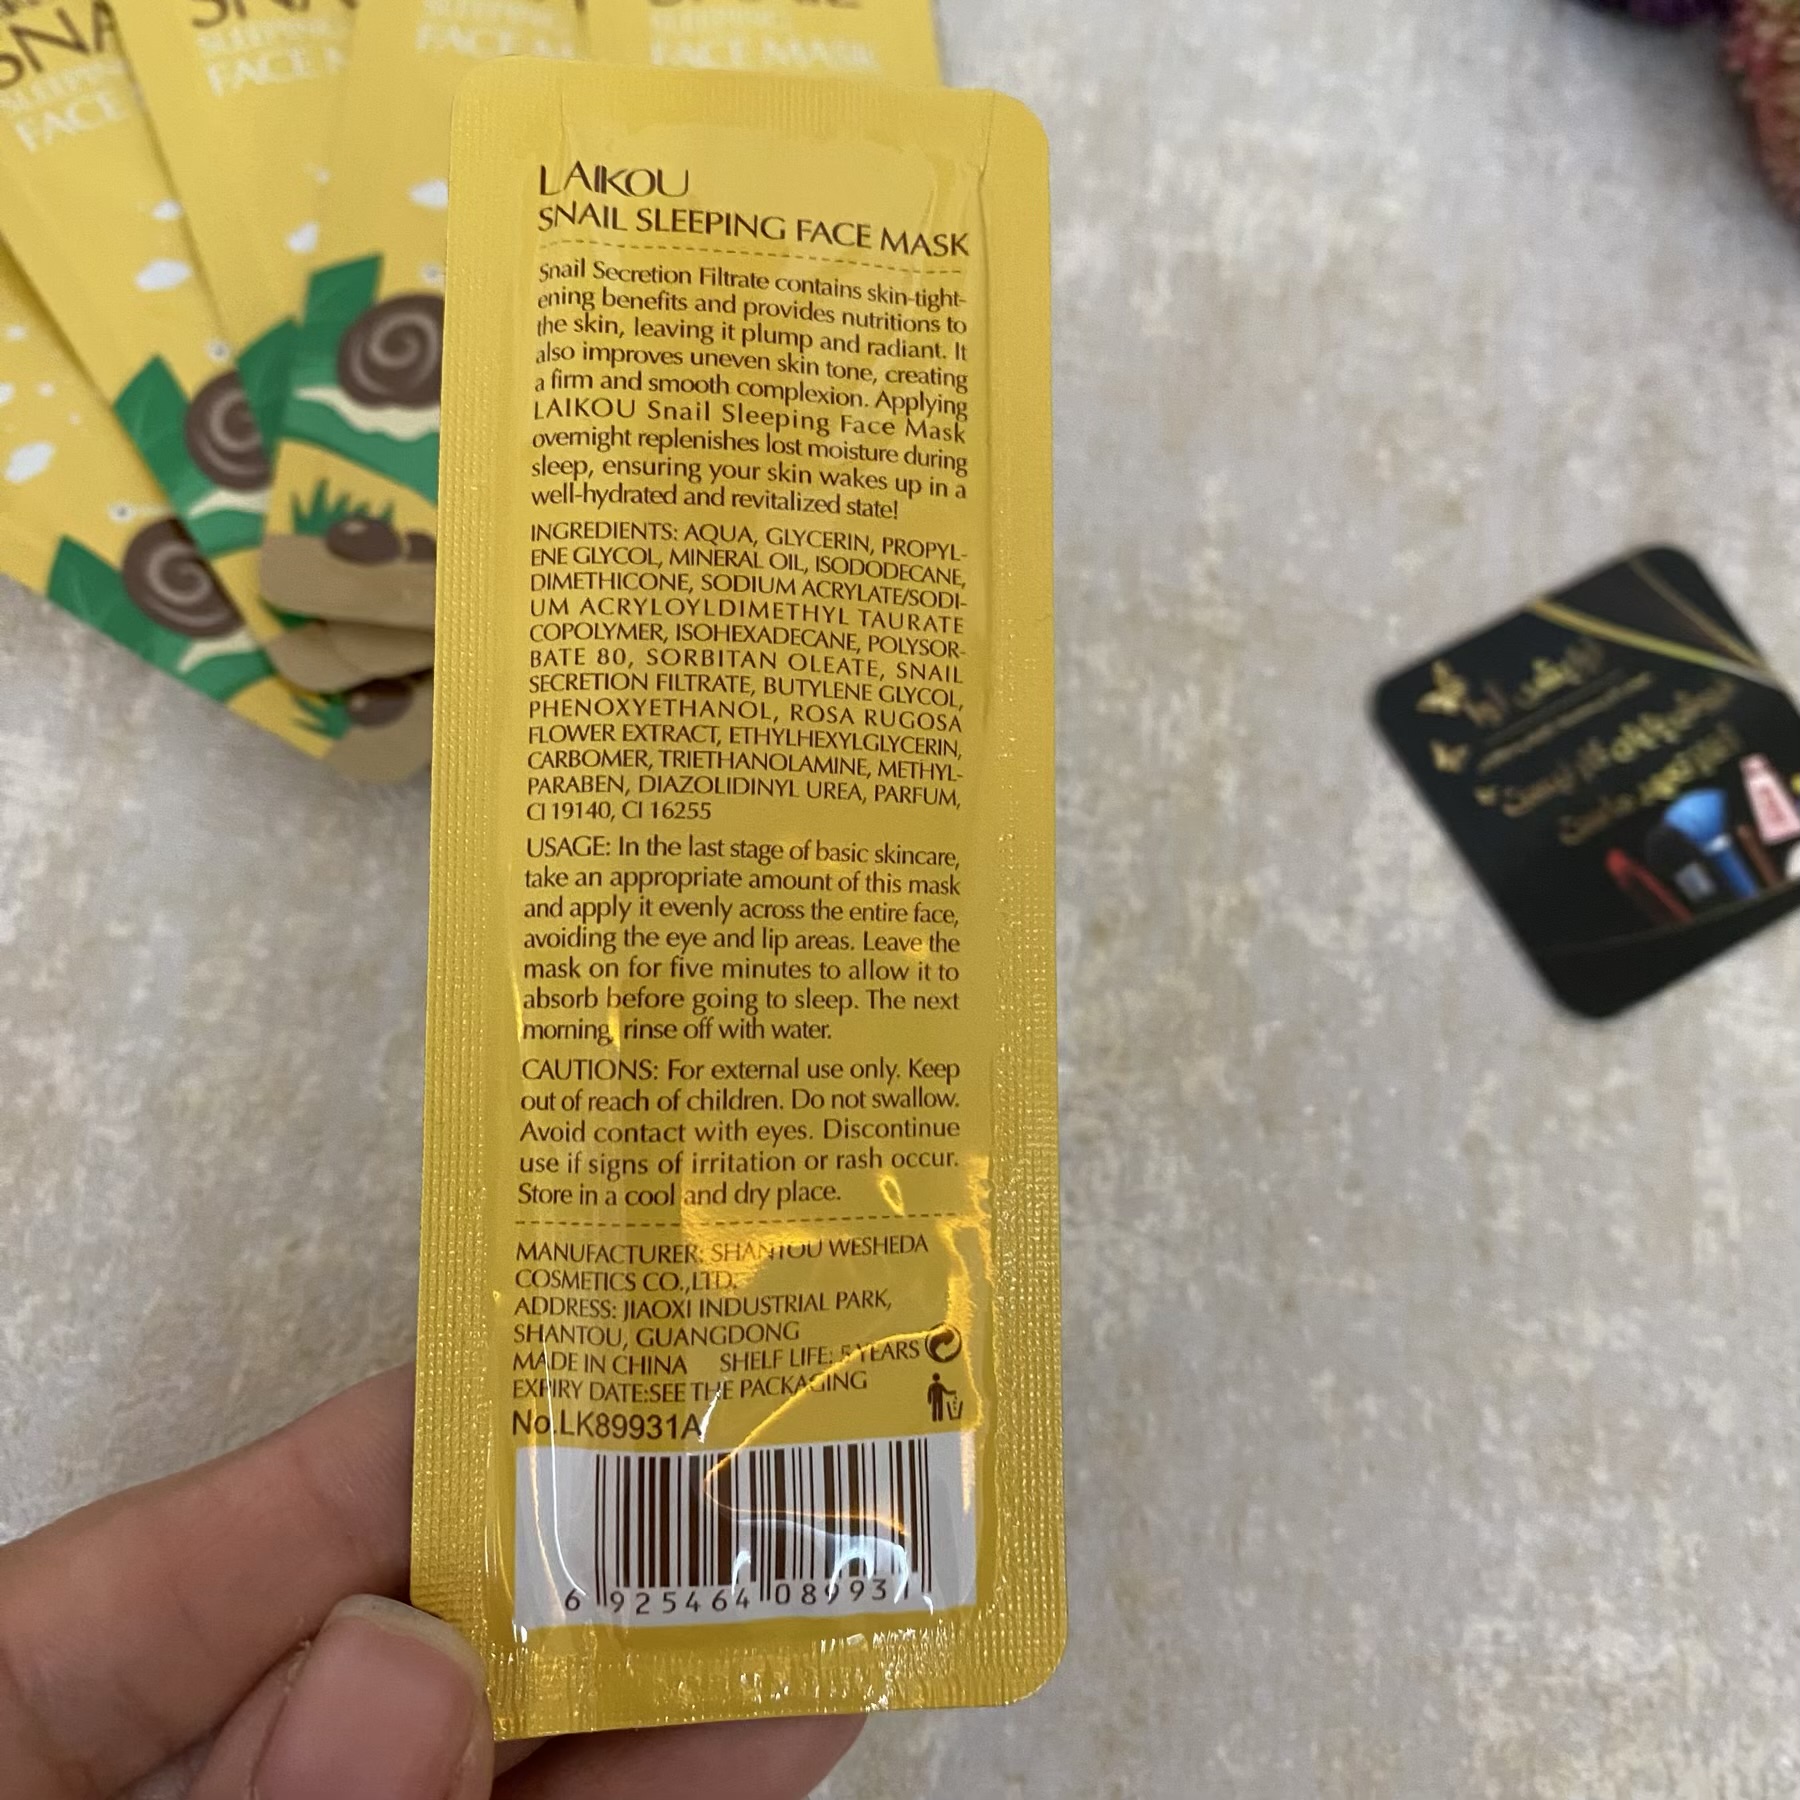 SNA
SLEEPING
FACE
SLEEPING
FACE M
SLEEPING
FACE M
SLEEPING
FACE MASK
LAIKOU
SNAIL SLEEPING FACE MASK
Snail Secretion Filtrate contains skin-tight-
ening benefits and provides nutritions to
the skin, leaving it plump and radiant. It
also improves uneven skin tone, creating
a firm and smooth complexion. Applying
LAIKOU Snail Sleeping Face Mask
overnight replenishes lost moisture during
sleep, ensuring your skin wakes up in a
well-hydrated and revitalized state!
INGREDIENTS: AQUA, GLYCERIN, PROPYL-
ENE GLYCOL, MINERAL OIL, ISODODECANE,
DIMETHICONE, SODIUM ACRYLATE/SODI-
UM ACRYLOYLDIMETHYL TAURATE
COPOLYMER, ISOHEXADECANE, POLYSOR-
BATE 80, SORBITAN OLEATE, SNAIL
SECRETION FILTRATE, BUTYLENE GLYCOL,
PHENOXYETHANOL, ROSA RUGOSA
FLOWER EXTRACT, ETHYLHEXYLGLYCERIN,
CARBOMER, TRIETHANOLAMINE, METHYL-
PARABEN, DIAZOLIDINYL UREA, PARFUM,
CI 19140, CI 16255
USAGE: In the last stage of basic skincare,
take an appropriate amount of this mask
and apply it evenly across the entire face,
avoiding the eye and lip areas. Leave the
mask on for five minutes to allow it to
absorb before going to sleep. The next
morning, rinse off with water.
CAUTIONS: For external use only. Keep
out of reach of children. Do not swallow.
Avoid contact with eyes. Discontinue
use if signs of irritation or rash occur.
Store in a cool and dry place.
MANUFACTURER: SHANTOU WESHEDA
COSMETICS CO.,LTD.
ADDRESS: JIAOXI INDUSTRIAL PARK,
SHANTOU, GUANGDONG
MADE IN CHINA SHELF LIFE: 5 YEARS
EXPIRY DATE:SEE THE PACKAGING
No.LK89931A
6 925464 08993